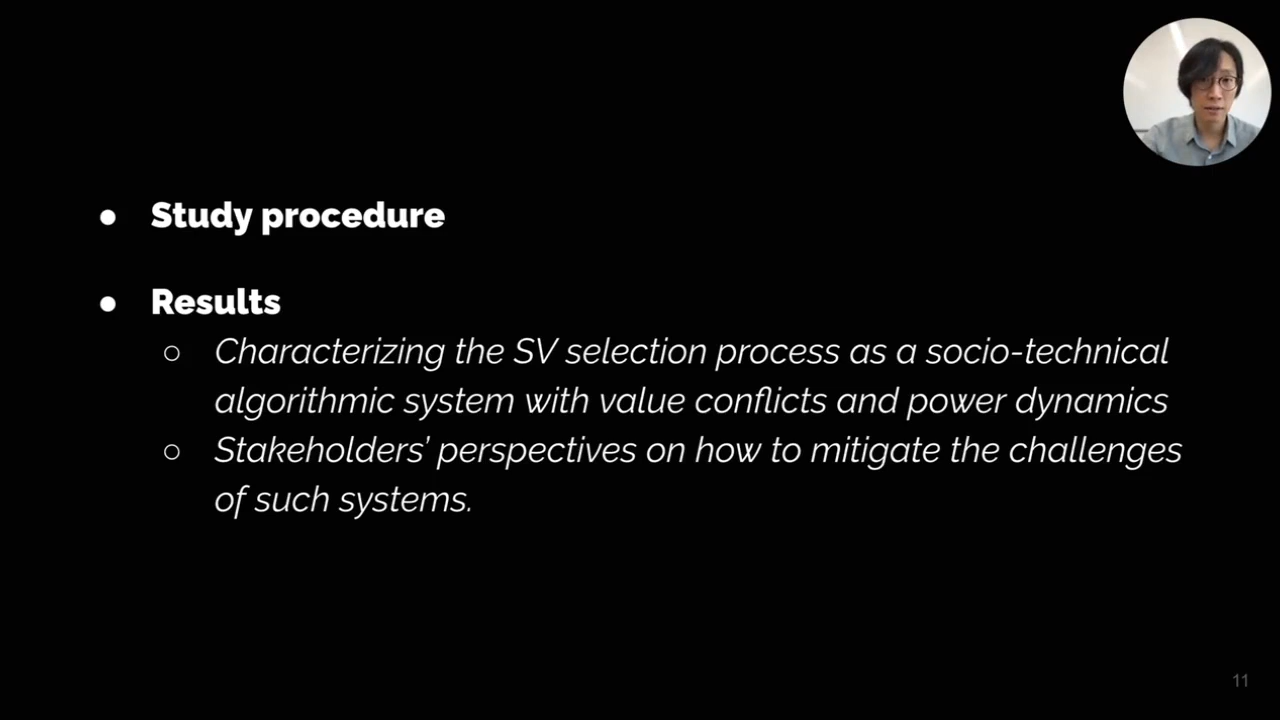 ● Study procedure
● Results
○ Characterizing the SV selection process as a socio-technical
algorithmic system with value conflicts and power dynamics
○ Stakeholders’ perspectives on how to mitigate the challenges
of such systems.
11